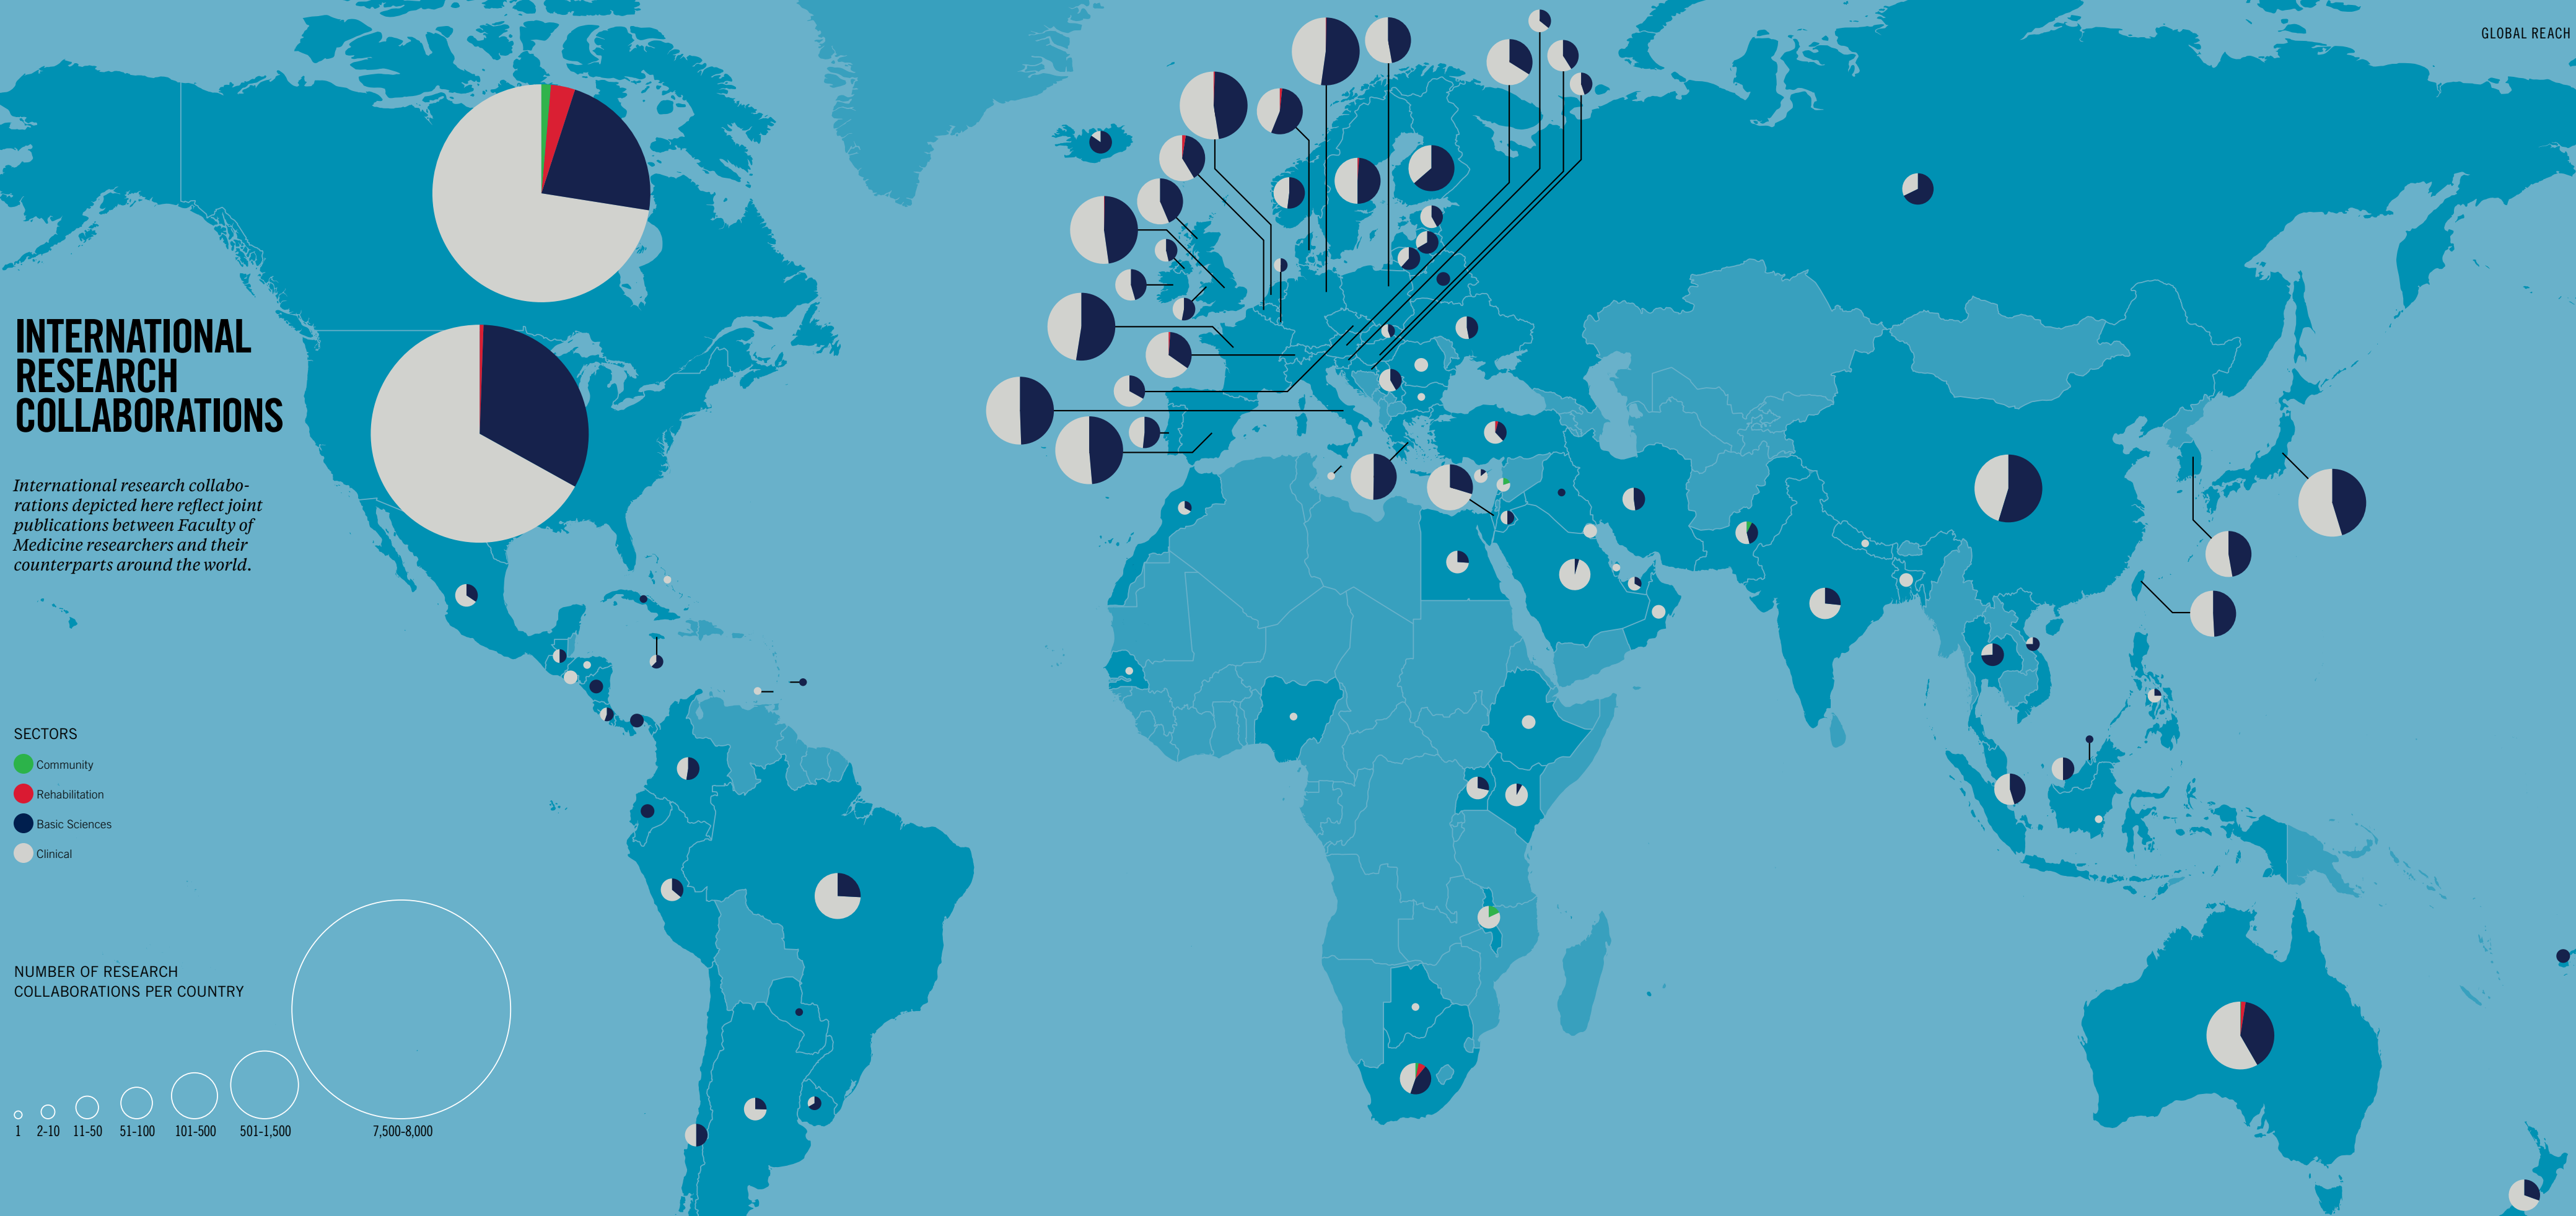 GLOBAL REACH
INTERNATIONAL
RESEARCH
COLLABORATIONS
International research collabo-
rations depicted here reflect joint
publications between Faculty of
Medicine researchers and their
counterparts around the world.
SECTORS
Community
Rehabilitation
Basic Sciences
Clinical
NUMBER OF RESEARCH
COLLABORATIONS PER COUNTRY
1 2-10 11-50 51-100 101-500 501-1,500 7,500-8,000